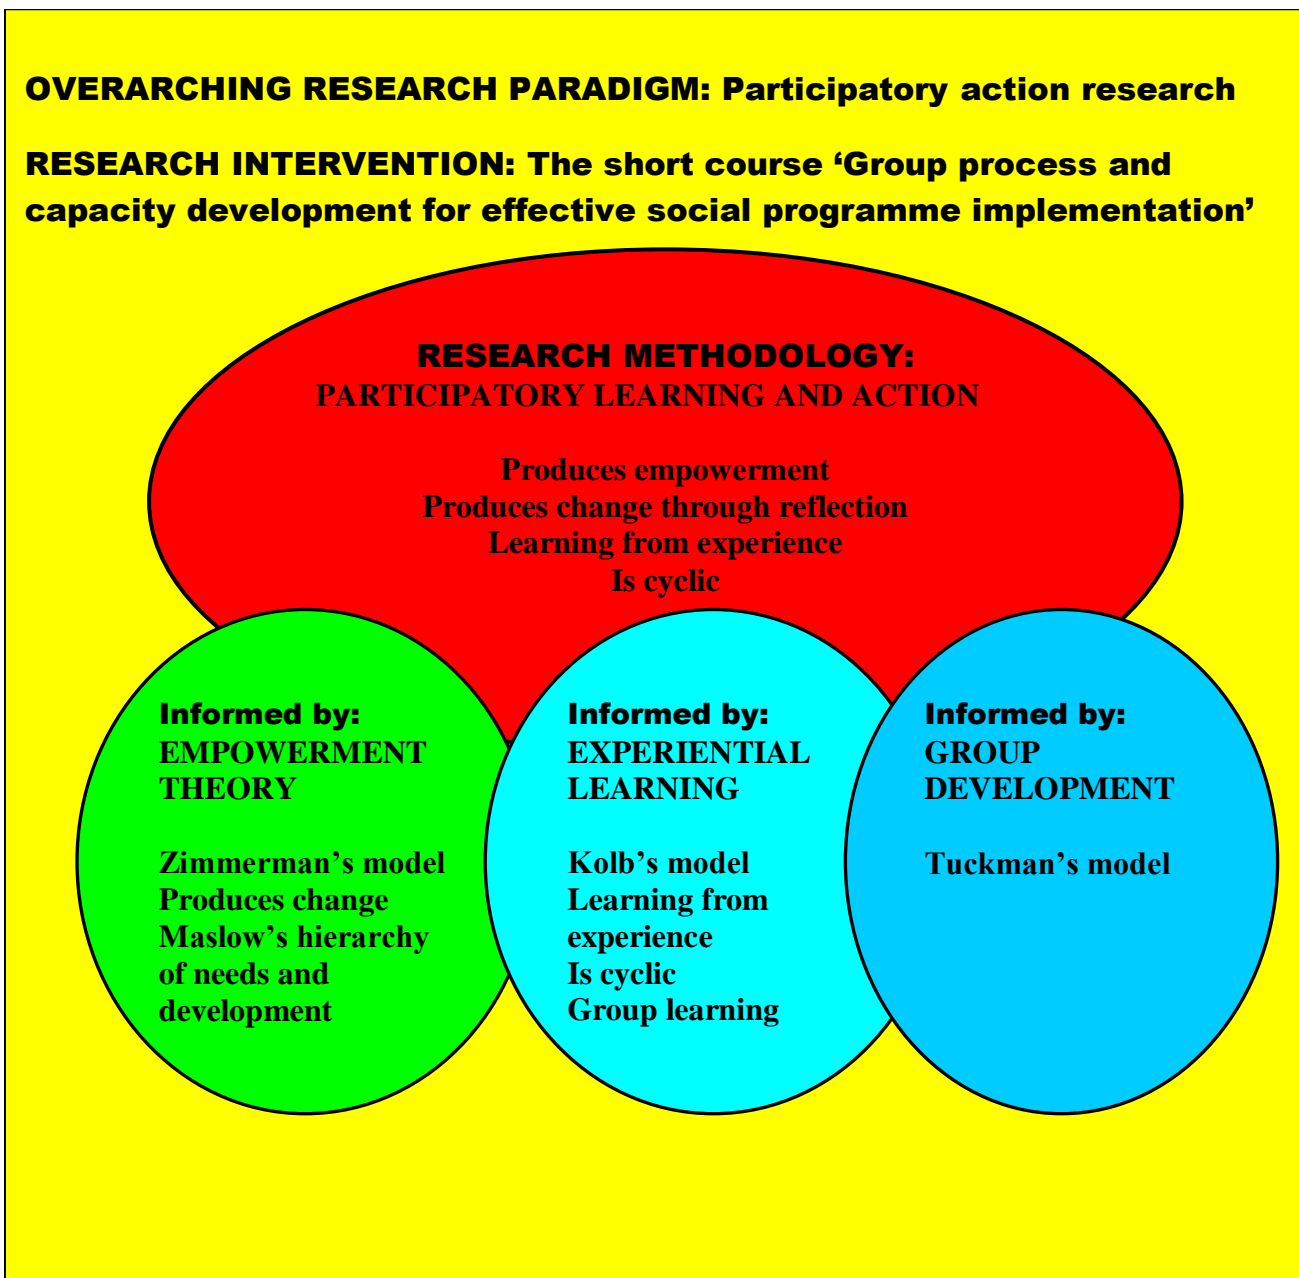 OVERARCHING RESEARCH PARADIGM: Participatory action research
RESEARCH INTERVENTION: The short course ‘Group process and
capacity development for effective social programme implementation’
RESEARCH METHODOLOGY:
PARTICIPATORY LEARNING AND ACTION
Produces empowerment
Produces change through reflection
Learning from experience
Is cyclic
Informed by:
EMPOWERMENT
THEORY
Zimmerman’s model
Produces change
Maslow’s hierarchy
of needs and
development
Informed by:
EXPERIENTIAL
LEARNING
Kolb’s model
Learning from
experience
Is cyclic
Group learning
Informed by:
GROUP
DEVELOPMENT
Tuckman’s model